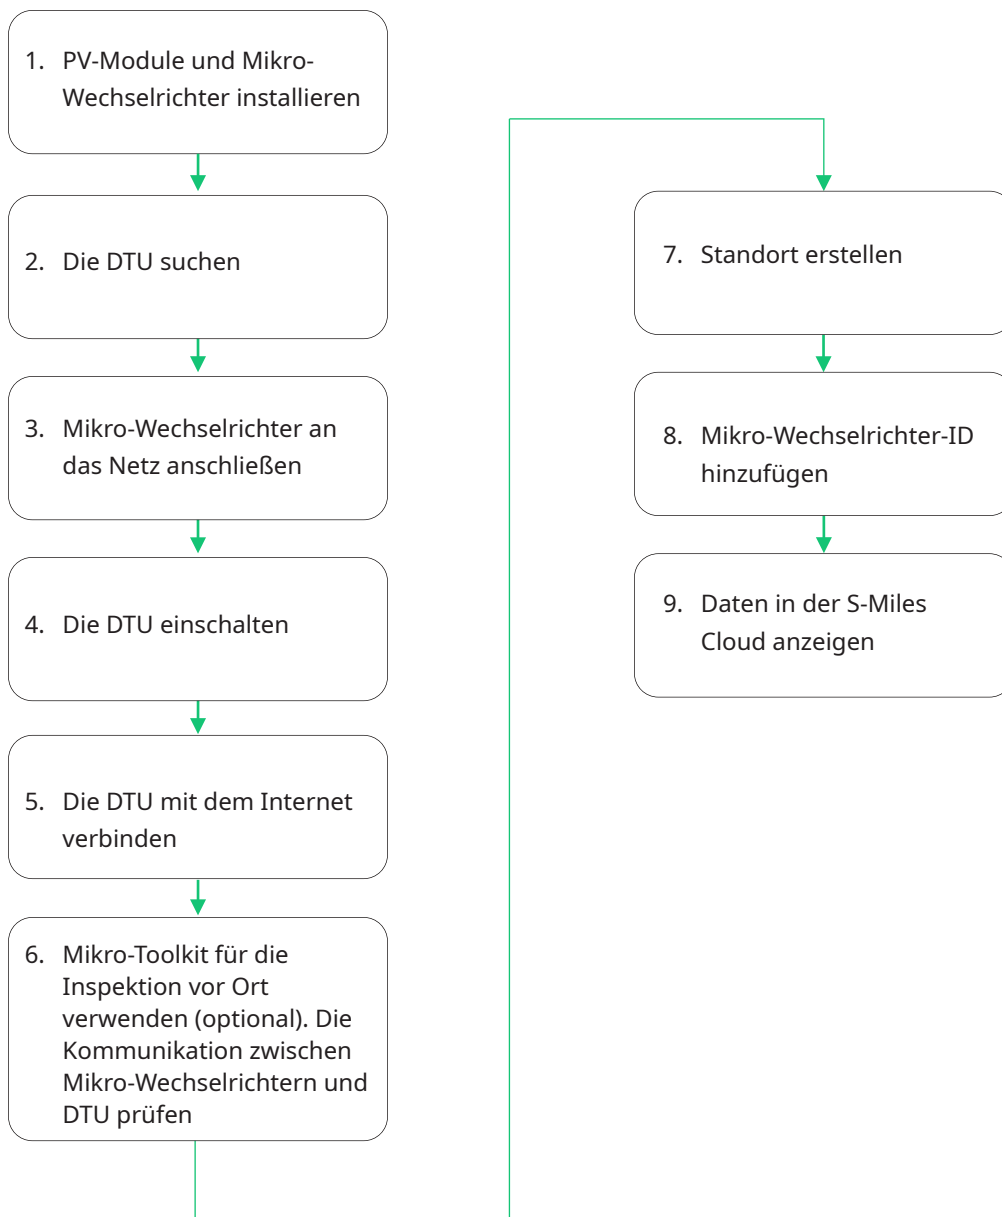 1. PV-Module und Mikro-
Wechselrichter installieren
2. Die DTU suchen
3. Mikro-Wechselrichter an
das Netz anschließen
4. Die DTU einschalten
5. Die DTU mit dem Internet
verbinden
6. Mikro-Toolkit für die
Inspektion vor Ort
verwenden (optional). Die
Kommunikation zwischen
Mikro-Wechselrichtern und
DTU prüfen
7. Standort erstellen
8. Mikro-Wechselrichter-ID
hinzufügen
9. Daten in der S-Miles
Cloud anzeigen